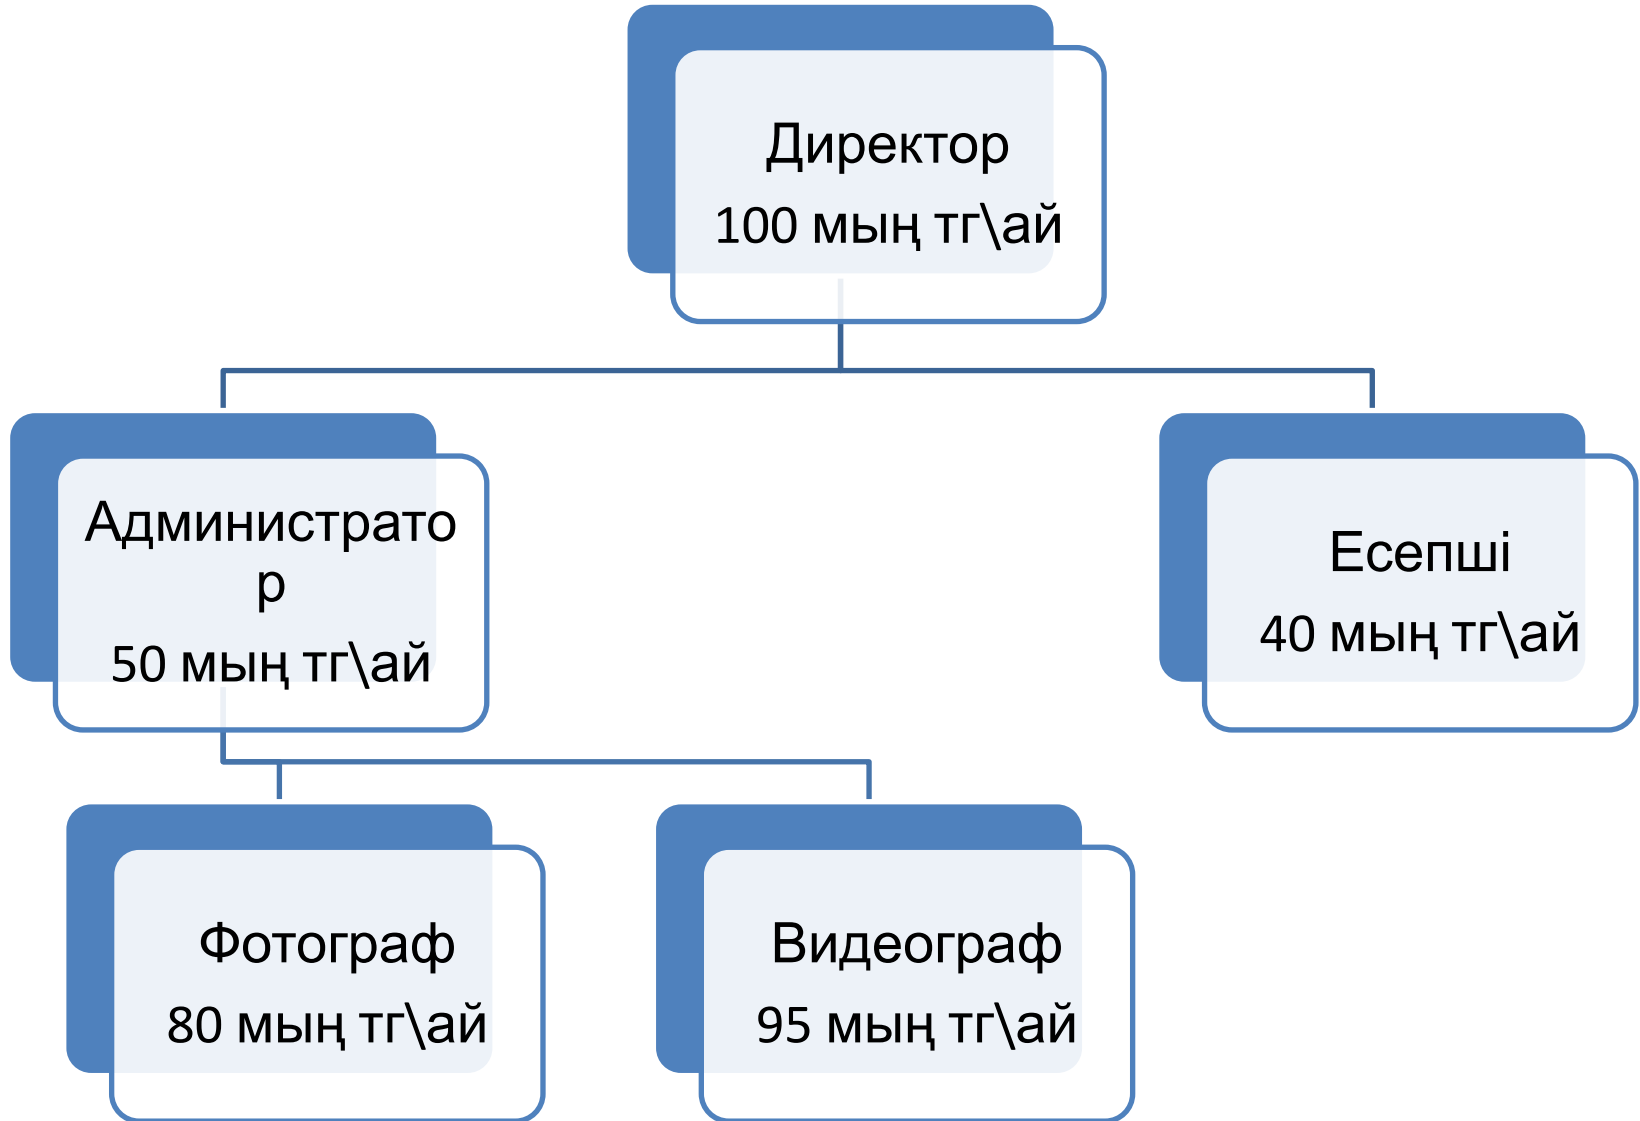 Директор
100 мың тг\ай
Администрато
р
50 мың тг\ай
Есепші
40 мың тг\ай
Фотограф
80 мың тг\ай
Видеограф
95 мың тг\ай